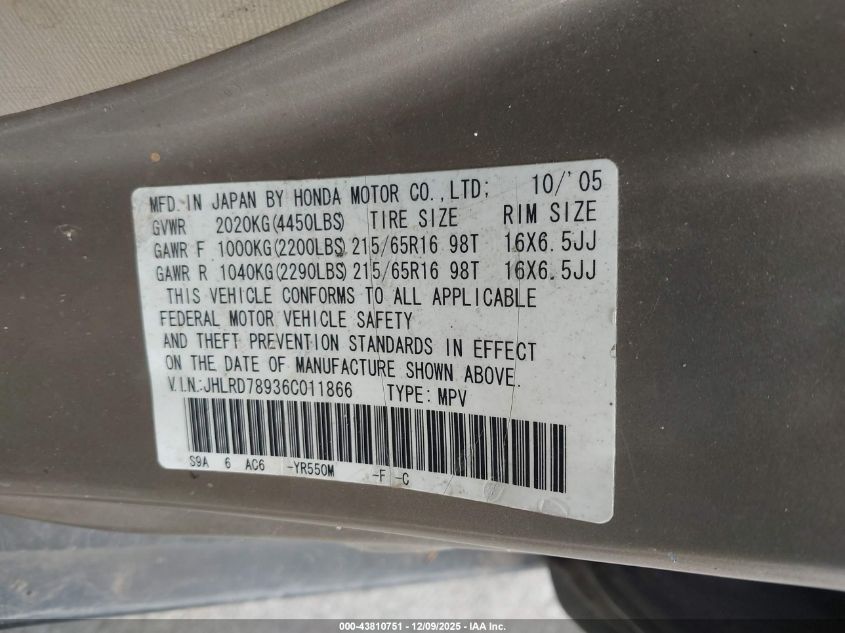 MFD. IN JAPAN BY HONDA MOTOR CO., LTD; 10/'05
GVWR 2020KG(4450LBS) TIRE SIZE RIM SIZE
GAWR F 1000KG(2200LBS) 215/65R16 98T 16X6.5JJ
GAWR R 1040KG(2290LBS) 215/65R16 98T 16X6.5JJ
THIS VEHICLE CONFORMS TO ALL APPLICABLE
FEDERAL MOTOR VEHICLE SAFETY
AND THEFT PREVENTION STANDARDS IN EFFECT
ON THE DATE OF MANUFACTURE SHOWN ABOVE.
V.I.N.:JHLRD78936C011866 TYPE: MPV
S9A 6 AC6 -YR550M -F -C
000-43810751 - 12/09/2025 - IAA Inc.